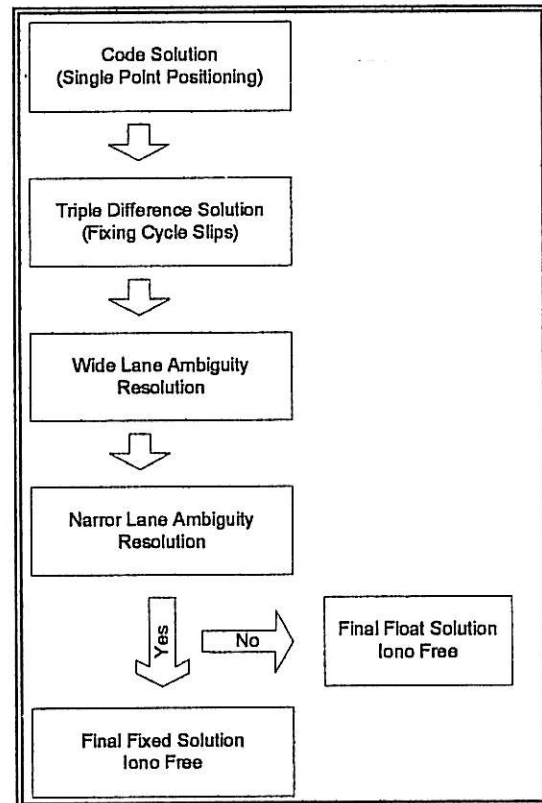 Code Solution
(Single Point Positioning)
Triple Difference Solution
(Fixing Cycle Slips)
Wide Lane Ambiguity
Resolution
Narror Lane Ambiguity
Resolution
Yes
No
Final Float Solution
Iono Free
Final Fixed Solution
Iono Free